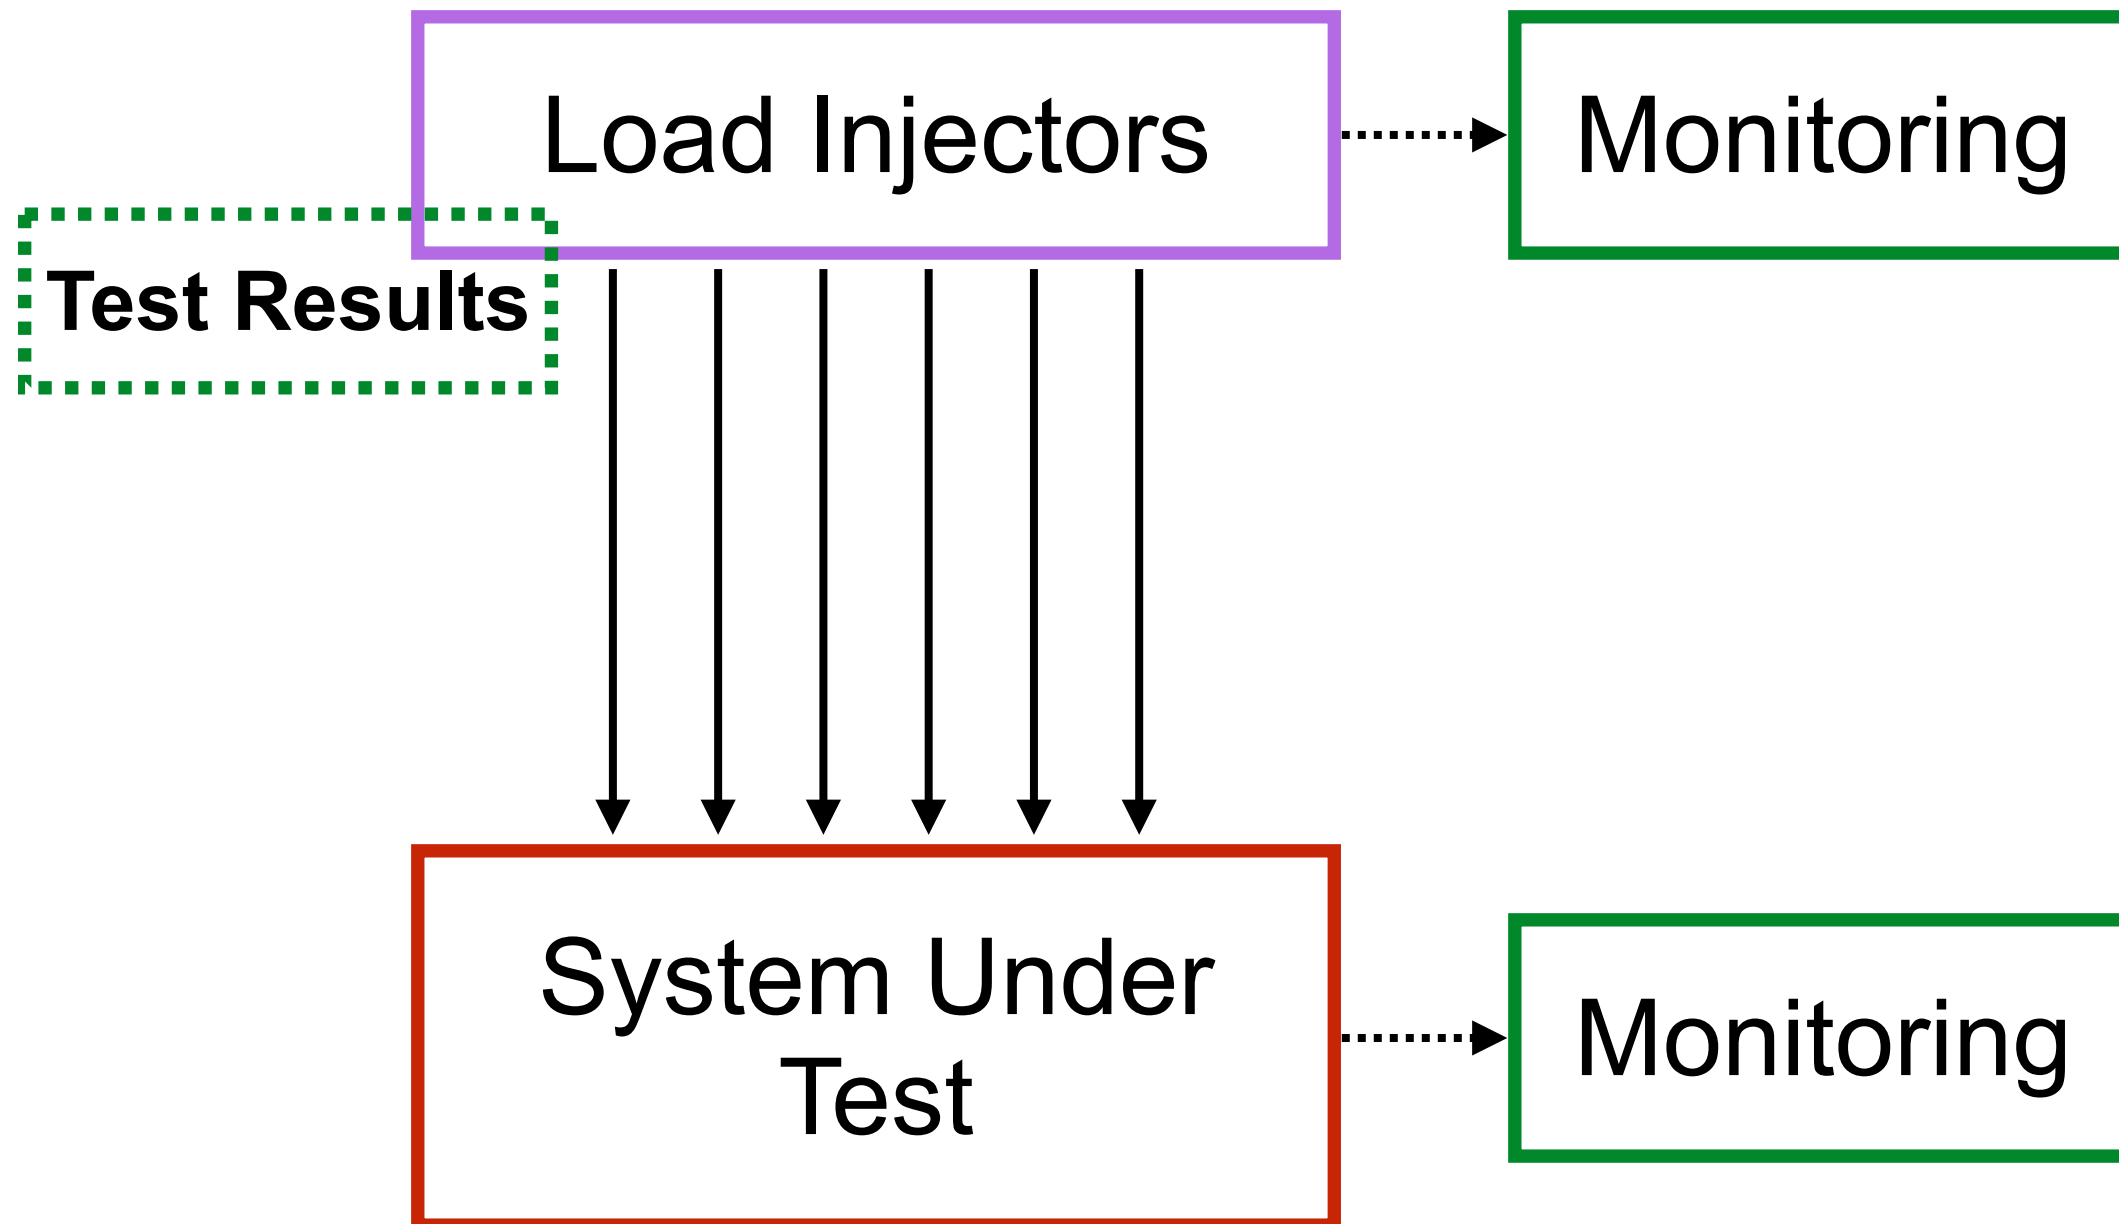 Load Injectors
Monitoring
Test Results
System Under
Test
Monitoring